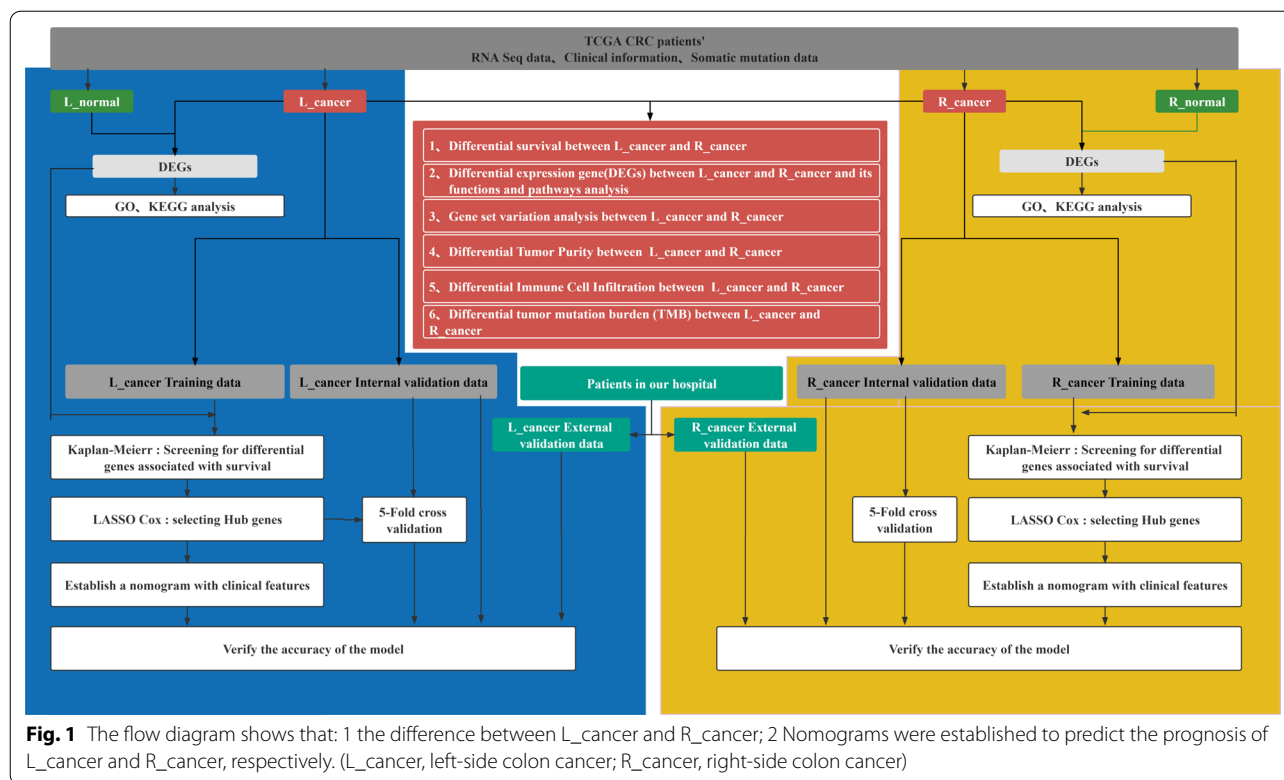 TCGA CRC patients'
RNA Seq data、Clinical information、Somatic mutation data
L_normal
L_cancer
R_cancer
R_normal
1、Differential survival between L_cancer and R_cancer
2、Differential expression gene(DEGs) between L_cancer and R_cancer and its
functions and pathways analysis
3、Gene set variation analysis between L_cancer and R_cancer
4、Differential Tumor Purity between L_cancer and R_cancer
5、Differential Immune Cell Infiltration between L_cancer and R_cancer
6、Differential tumor mutation burden (TMB) between L_cancer and
R_cancer
DEGs
GO、KEGG analysis
DEGs
GO、KEGG analysis
L_cancer Training data
L_cancer Internal validation data
Patients in our hospital
R_cancer Internal validation data
R_cancer Training data
L_cancer External
validation data
R_cancer External
validation data
Kaplan-Meierr : Screening for differential
genes associated with survival
LASSO Cox : selecting Hub genes
5-Fold cross
validation
Establish a nomogram with clinical features
Verify the accuracy of the model
Kaplan-Meierr : Screening for differential
genes associated with survival
5-Fold cross
validation
LASSO Cox : selecting Hub genes
Establish a nomogram with clinical features
Verify the accuracy of the model
Fig. 1 The flow diagram shows that: 1 the difference between L_cancer and R_cancer; 2 Nomograms were established to predict the prognosis of
L_cancer and R_cancer, respectively. (L_cancer, left-side colon cancer; R_cancer, right-side colon cancer)